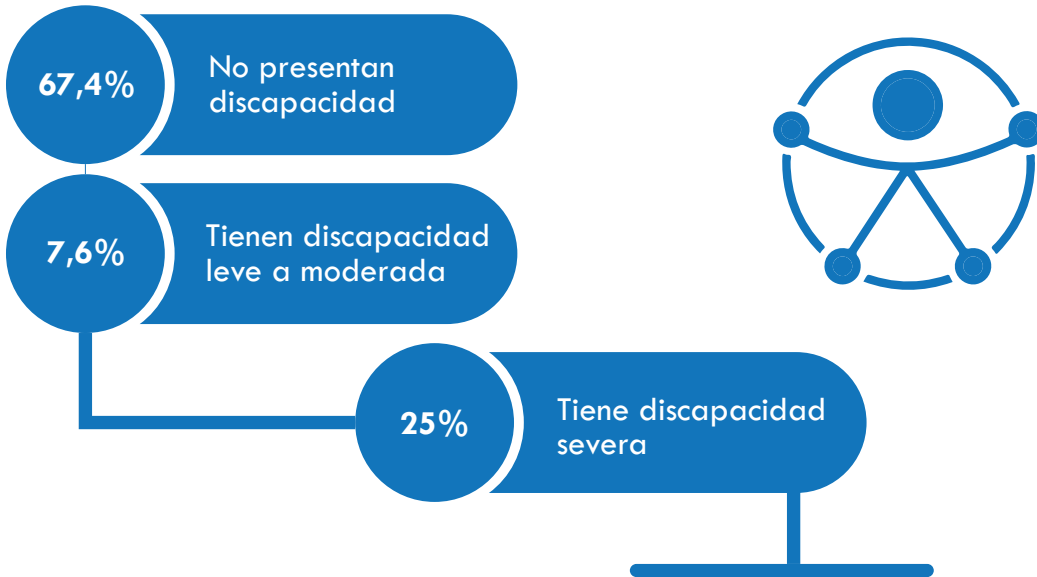 67,4%
No presentan
discapacidad
7,6%
Tienen discapacidad
leve a moderada
25%
Tiene discapacidad
severa